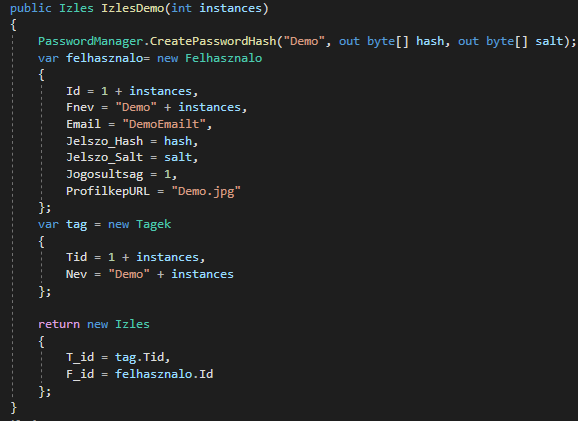 public Izles IzlesDemo(int instances)
{
    PasswordManager.CreatePasswordHash("Demo", out byte[] hash, out byte[] salt);
    var felhasznalo= new Felhasznalo
    {
        Id = 1 + instances,
        Fnev = "Demo" + instances,
        Email = "DemoEmailt",
        Jelszo_Hash = hash,
        Jelszo_Salt = salt,
        Jogosultsag = 1,
        ProfilkepURL = "Demo.jpg"
    };
    var tag = new Tagek
    {
        Tid = 1 + instances,
        Nev = "Demo" + instances
    };

    return new Izles
    {
        T_id = tag.Tid,
        F_id = felhasznalo.Id
    };
}